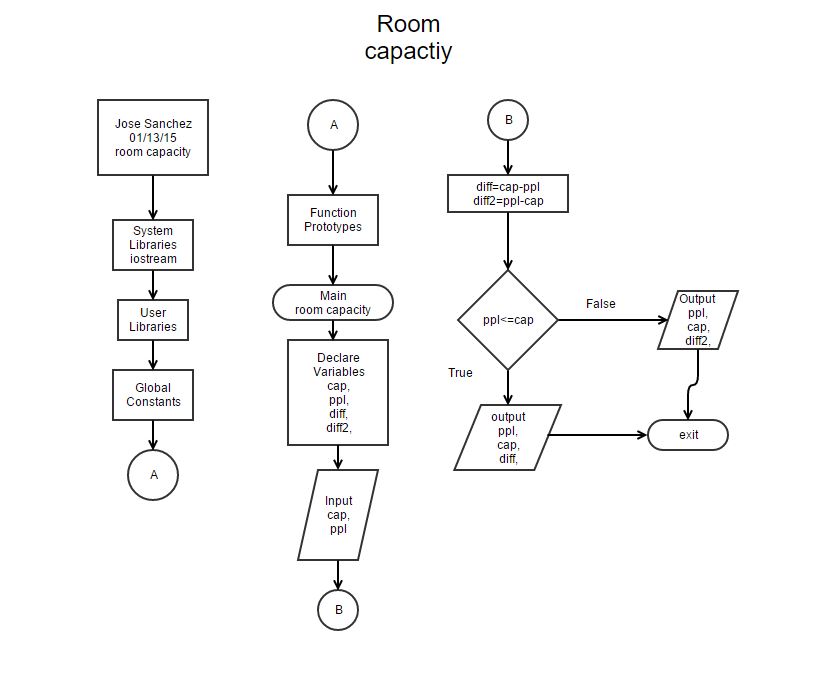 Room
capactiy
Jose Sanchez
01/13/15
room capacity
System
Libraries
iostream
User
Libraries
Global
Constants
A
A
Function
Prototypes
Main
room capacity
Declare
Variables
cap,
ppl,
diff,
diff2,
Input
cap,
ppl
B
B
diff=cap-ppl
diff2=ppl-cap
ppl<=cap
False
Output
ppl,
cap,
diff2,
True
output
ppl,
cap,
diff,
exit